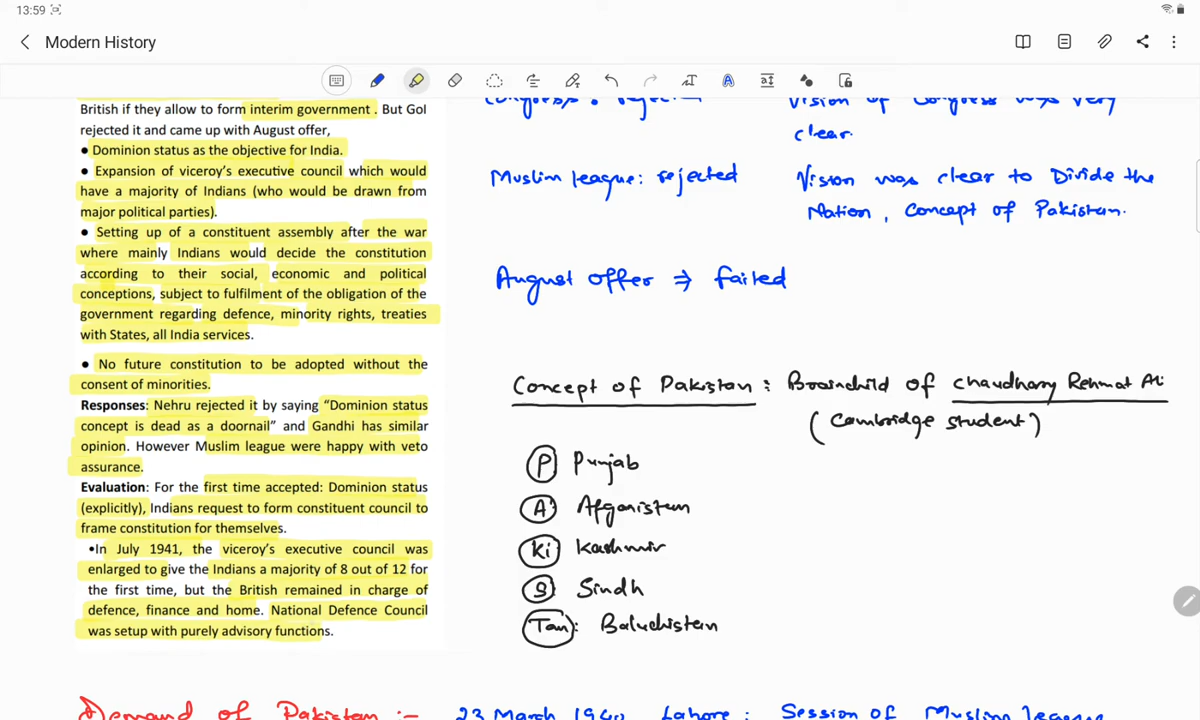 13:59
Modern History
British if they allow to form interim government . But GoI
rejected it and came up with August offer,
● Dominion status as the objective for India.
● Expansion of viceroy's executive council which would
have a majority of Indians (who would be drawn from
major political parties).
● Setting up of a constituent assembly after the war
where mainly Indians would decide the constitution
according to their social, economic and political
conceptions, subject to fulfilment of the obligation of the
government regarding defence, minority rights, treaties
with States, all India services.
● No future constitution to be adopted without the
consent of minorities.
Responses: Nehru rejected it by saying “Dominion status
concept is dead as a doornail” and Gandhi has similar
opinion. However Muslim league were happy with veto
assurance.
Evaluation: For the first time accepted: Dominion status
(explicitly), Indians request to form constituent council to
frame constitution for themselves.
•In July 1941, the viceroy's executive council was
enlarged to give the Indians a majority of 8 out of 12 for
the first time, but the British remained in charge of
defence, finance and home. National Defence Council
was setup with purely advisory functions.
Congress : rejected
Vision of Congress was very
clear.
Muslim league: rejected
Vision was clear to Divide the
Nation, Concept of Pakistan.
August offer ⇒ failed
Concept of Pakistan : Brainchild of Chaudhary Rehmat Ali
(Cambridge student)
P Punjab
A Afganistan
Ki Kashmir
S Sindh
Tan: Baluchistan
Demand of Pakistan :- 23 March 1940 Lahore : Session of Muslim league